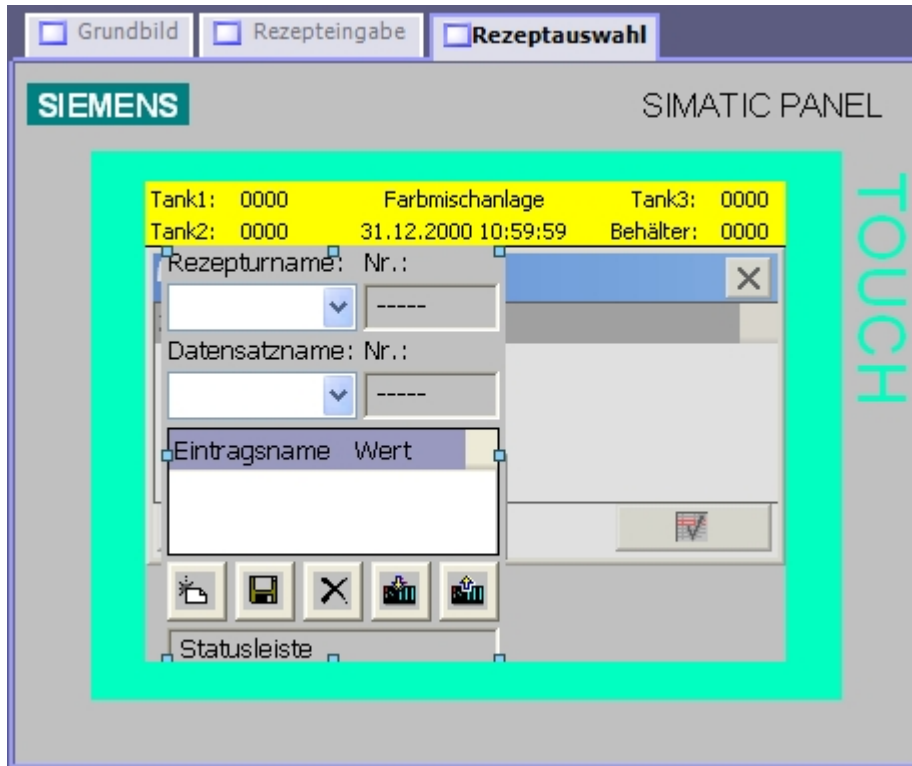 Grundbild Rezepteingabe Rezeptauswahl
SIEMENS SIMATIC PANEL
TOUCH
Tank1: 0000 Farbmischanlage Tank3: 0000
Tank2: 0000 31.12.2000 10:59:59 Behälter: 0000
Rezepturname: Nr.:
-----
Datensatzname: Nr.:
-----
Eintragsname Wert
Statusleiste